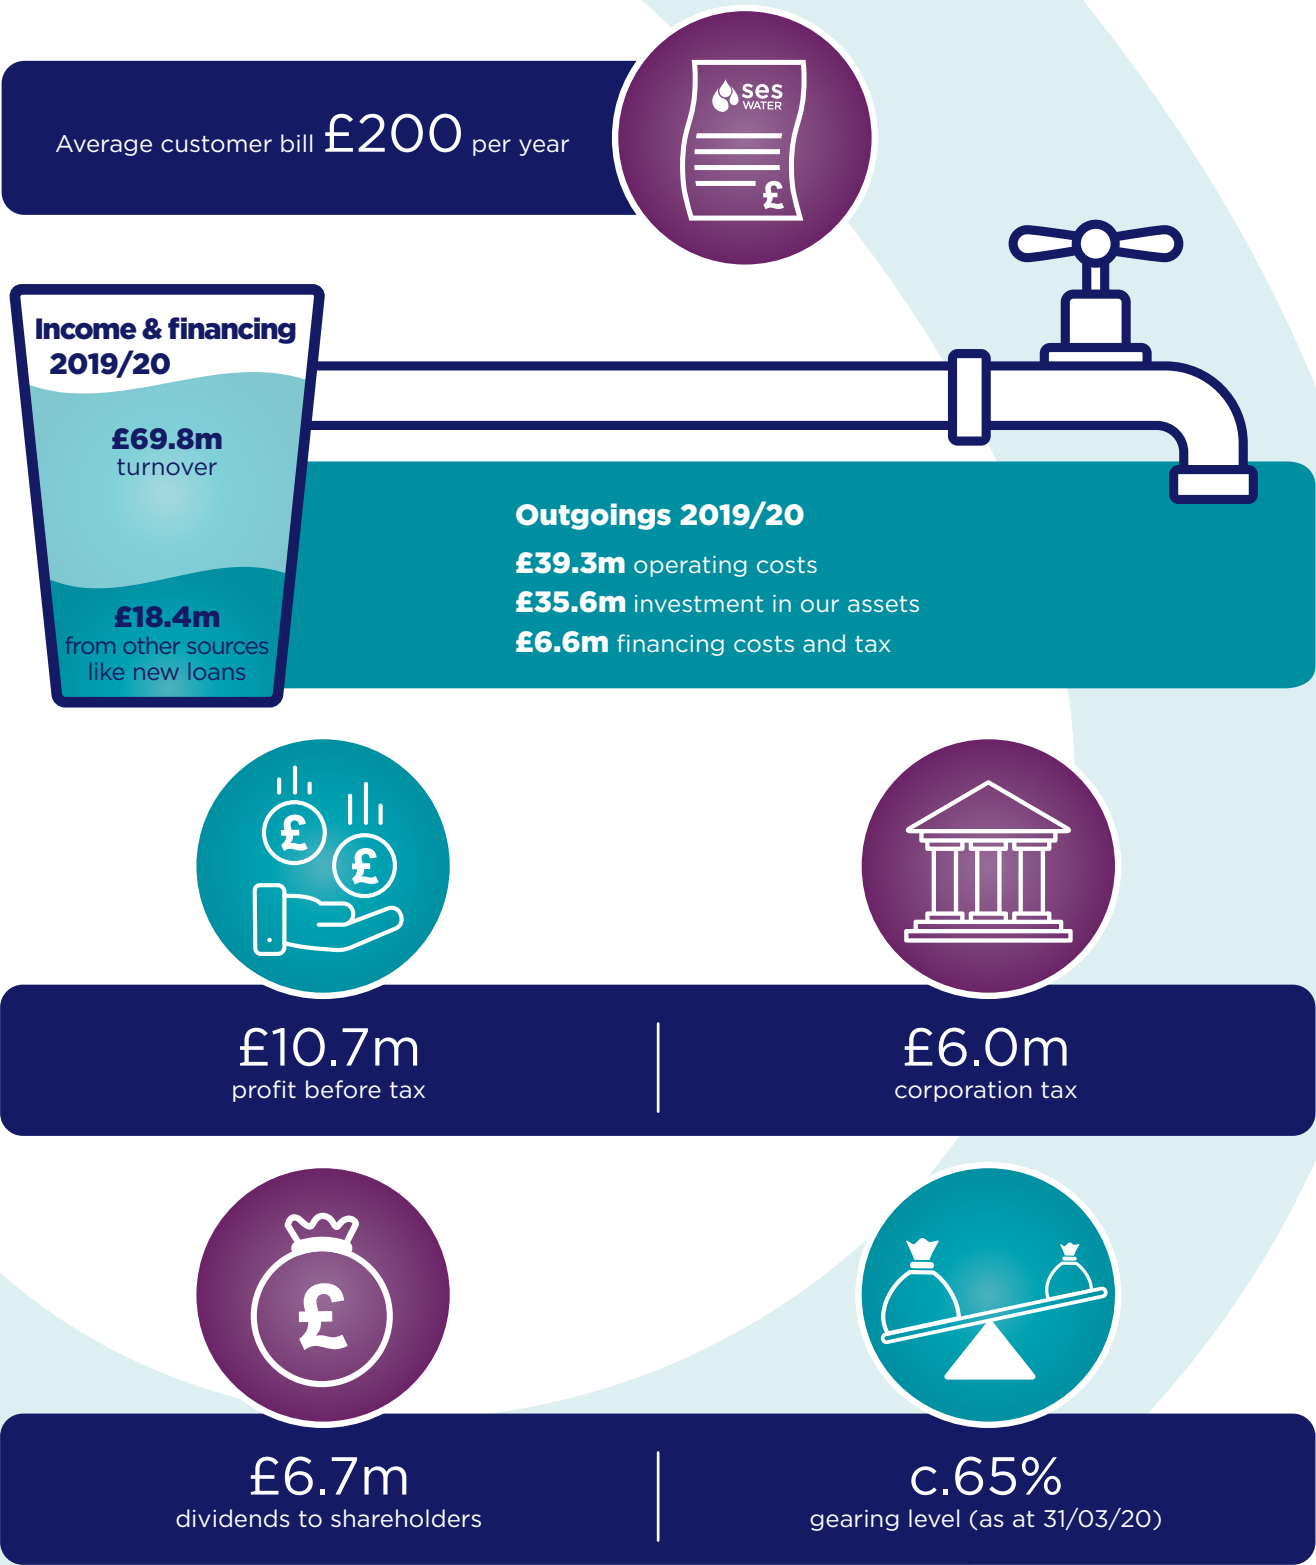 ses
WATER
£
Average customer bill £200 per year
Income & financing
2019/20
£69.8m
turnover
£18.4m
from other sources
like new loans
Outgoings 2019/20
£39.3m operating costs
£35.6m investment in our assets
£6.6m financing costs and tax
£
£
£10.7m
profit before tax
£6.0m
corporation tax
£
£6.7m
dividends to shareholders
c.65%
gearing level (as at 31/03/20)